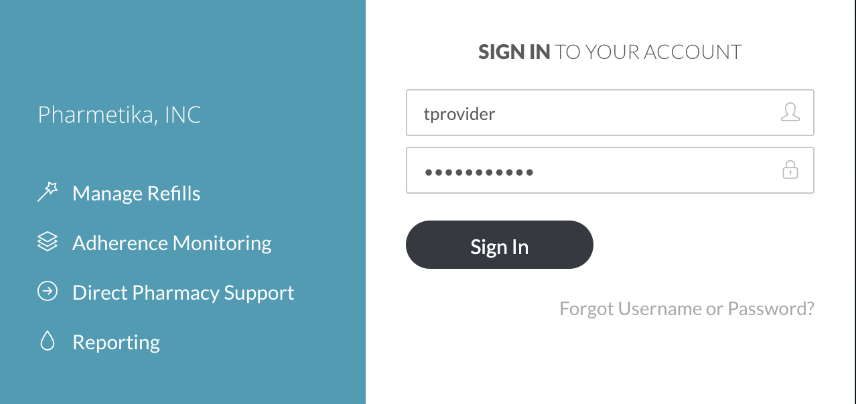 Pharmetika, INC
Manage Refills
Adherence Monitoring
Direct Pharmacy Support
Reporting
SIGN IN TO YOUR ACCOUNT
tprovider
•••••••••••
Sign In
Forgot Username or Password?